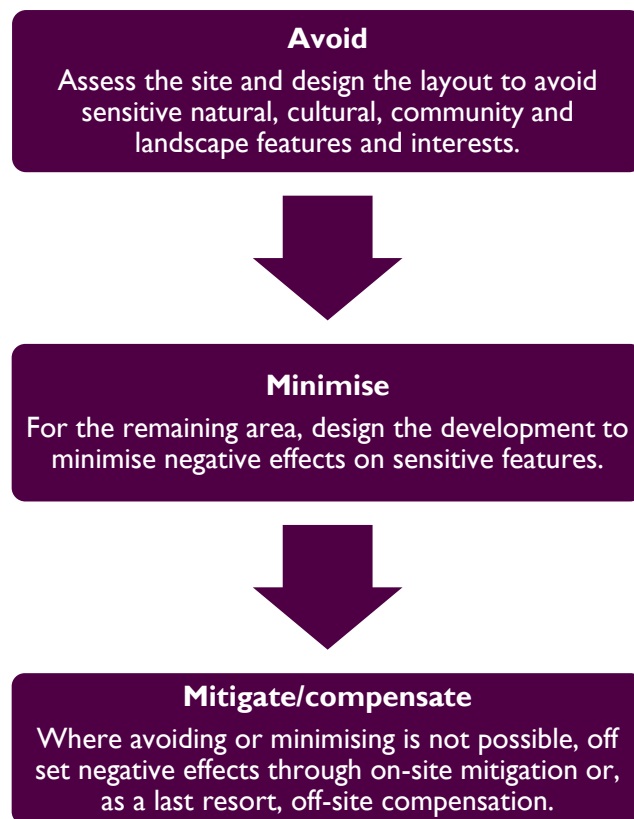 Avoid
Assess the site and design the layout to avoid
sensitive natural, cultural, community and
landscape features and interests.
Minimise
For the remaining area, design the development to
minimise negative effects on sensitive features.
Mitigate/compensate
Where avoiding or minimising is not possible, off
set negative effects through on-site mitigation or,
as a last resort, off-site compensation.